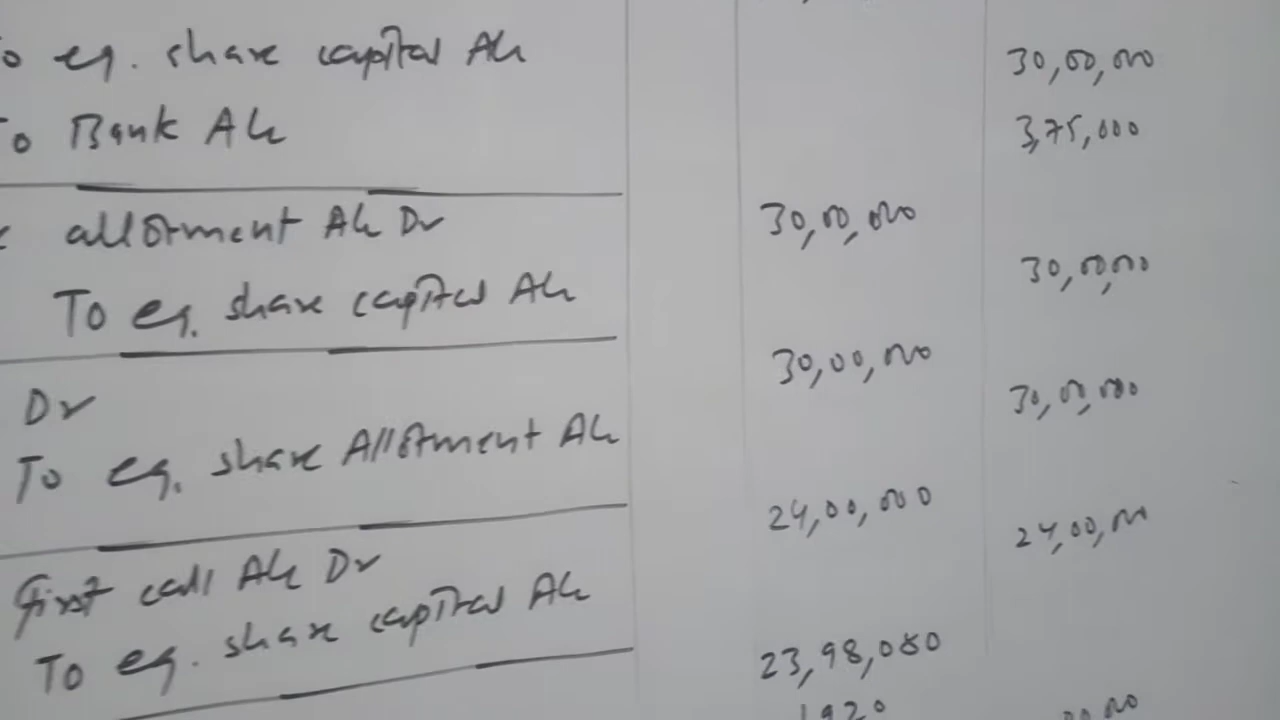 To eq. share capital A/c 30,00,000
To Bank A/c 3,75,000
allotment A/c Dr 30,00,000
To eq. share capital A/c 30,00,000
Dr 30,00,000
To eq. share Allotment A/c 30,00,000
first call A/c Dr 24,00,000
To eq. share capital A/c 24,00,000
23,98,080
1920